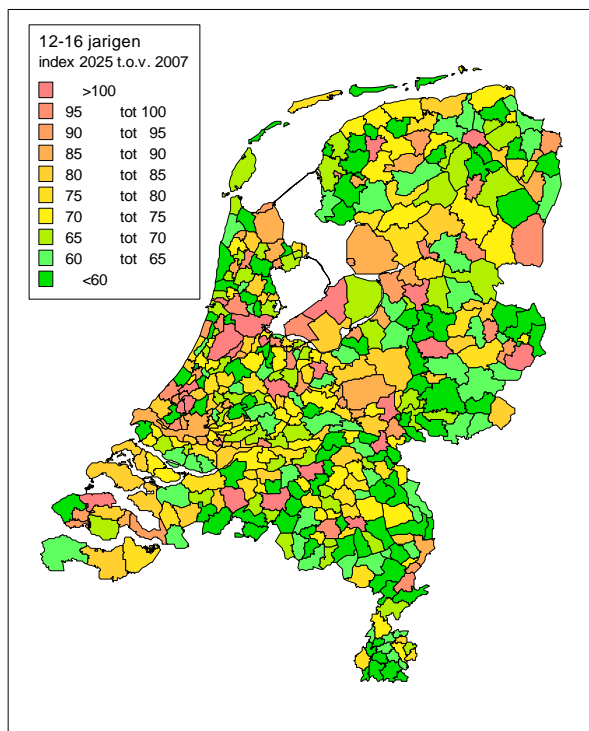 12-16 jarigen
index 2025 t.o.v. 2007
>100
95 tot 100
90 tot 95
85 tot 90
80 tot 85
75 tot 80
70 tot 75
65 tot 70
60 tot 65
<60